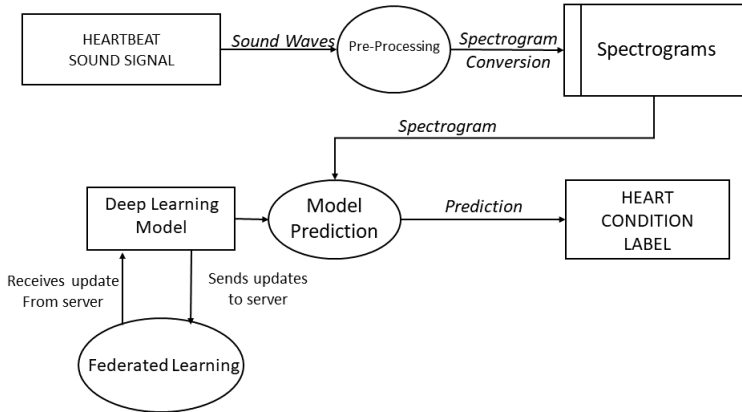 HEARTBEAT
SOUND SIGNAL
Sound Waves
Pre-Processing
Spectrogram
Conversion
Spectrograms
Spectrogram
Deep Learning
Model
Model
Prediction
Prediction
HEART
CONDITION
LABEL
Receives update
From server
Sends updates
to server
Federated Learning